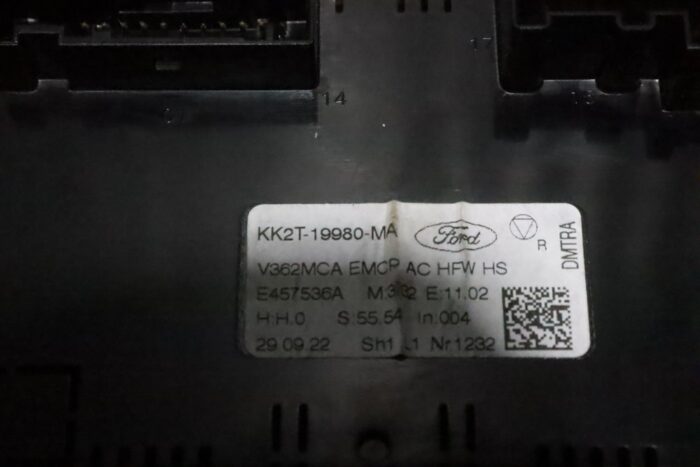 14
17
KK2T-19980-MA Ford R
DMTRA
V362MCA EMCP AC HFW HS
E457536A E:11.02
H:H.0 S:55.54 In.004
29.09.22 Nr1232